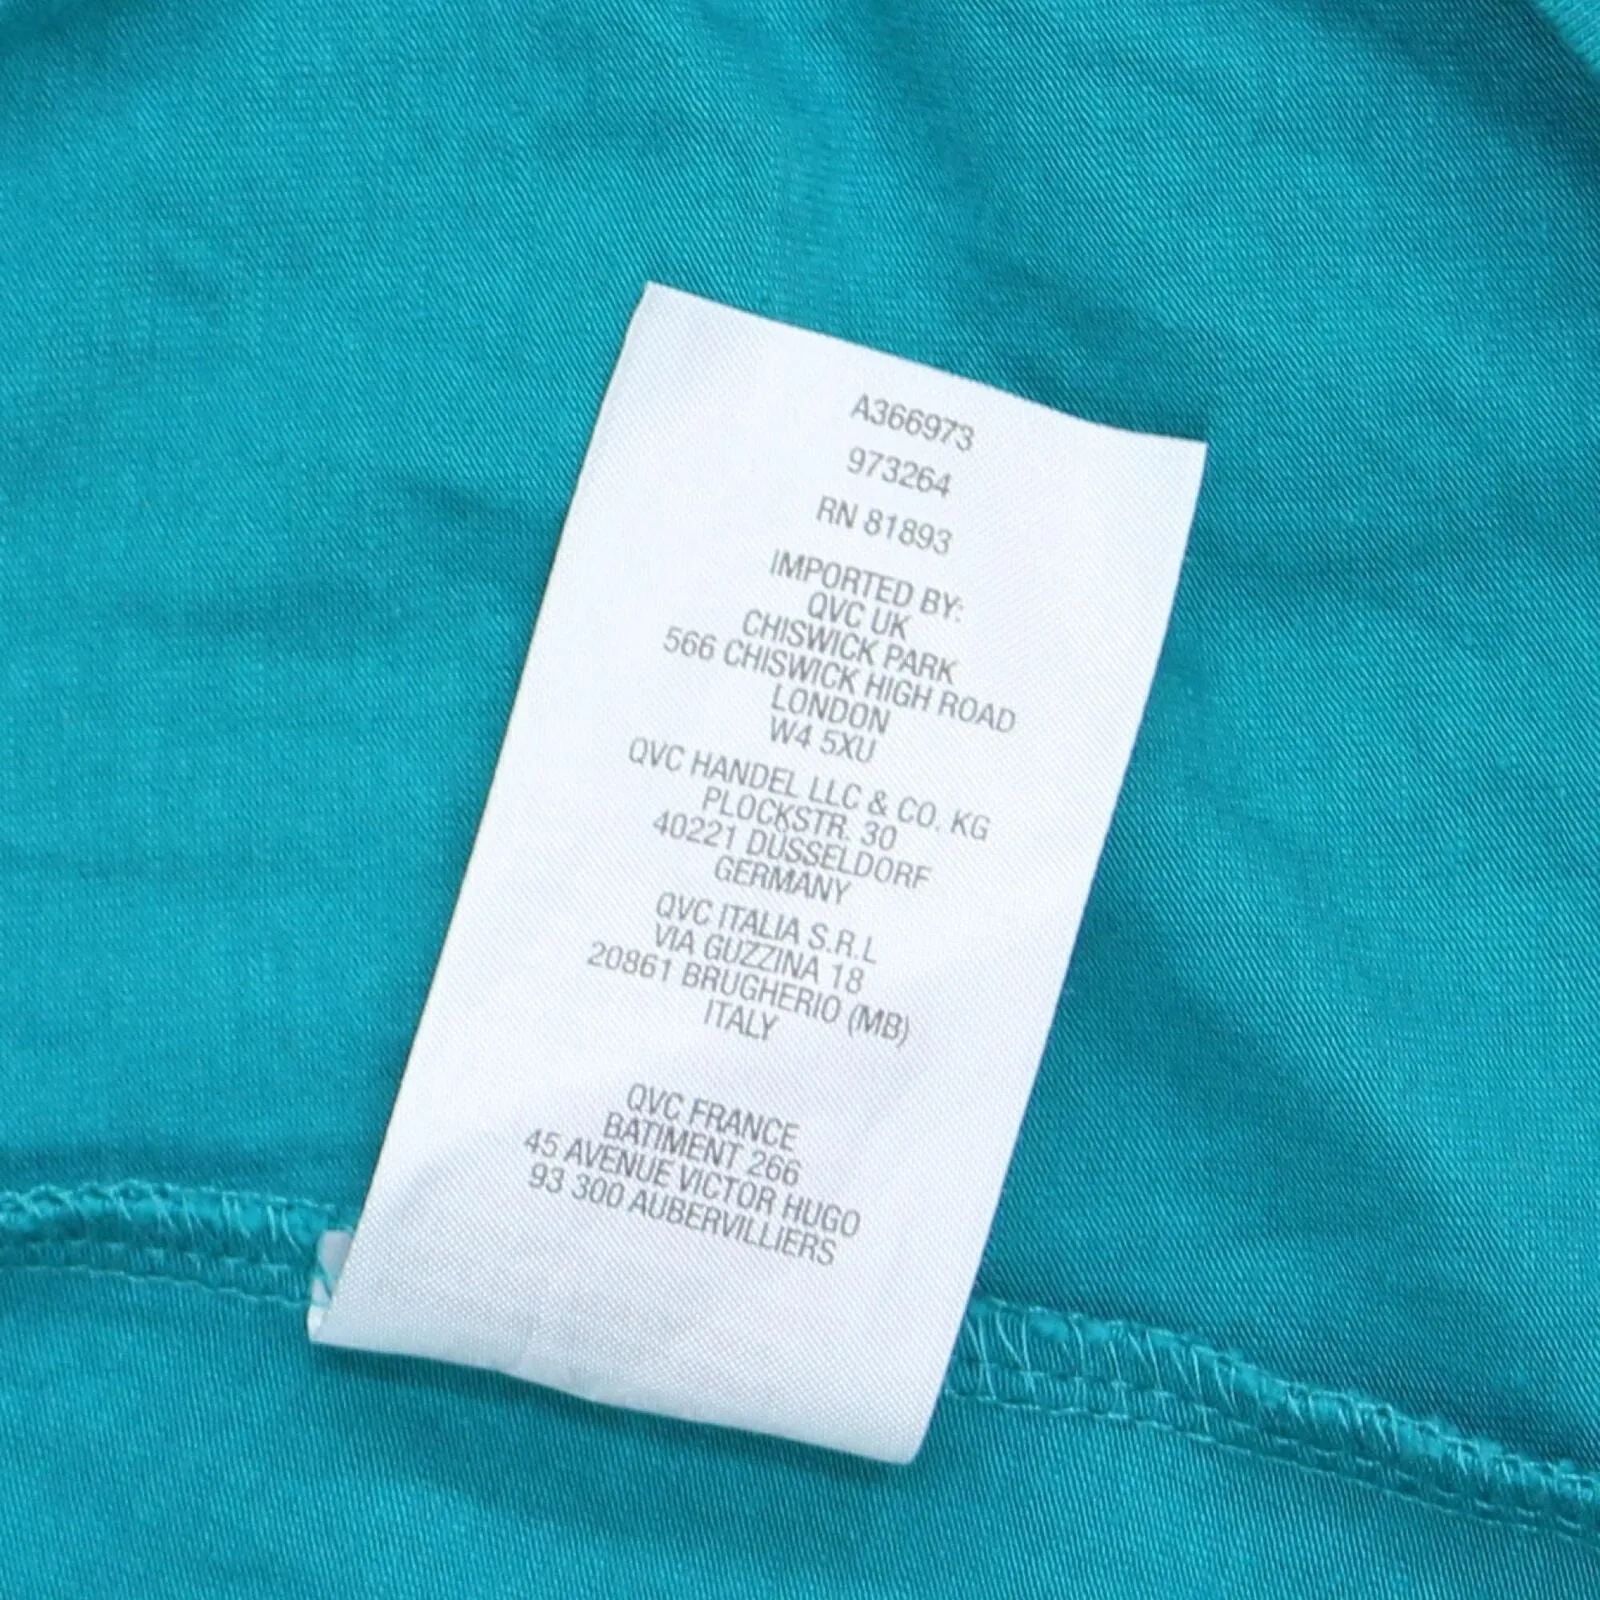 A366973
973264
RN 81893
IMPORTED BY:
QVC UK
CHISWICK PARK
566 CHISWICK HIGH ROAD
LONDON
W4 5XU
QVC HANDEL LLC & CO. KG
PLOCKSTR. 30
40221 DÜSSELDORF
GERMANY
QVC ITALIA S.R.L
VIA GUZZINA 18
20861 BRUGHERIO (MB)
ITALY
QVC FRANCE
BATIMENT 266
45 AVENUE VICTOR HUGO
93 300 AUBERVILLIERS